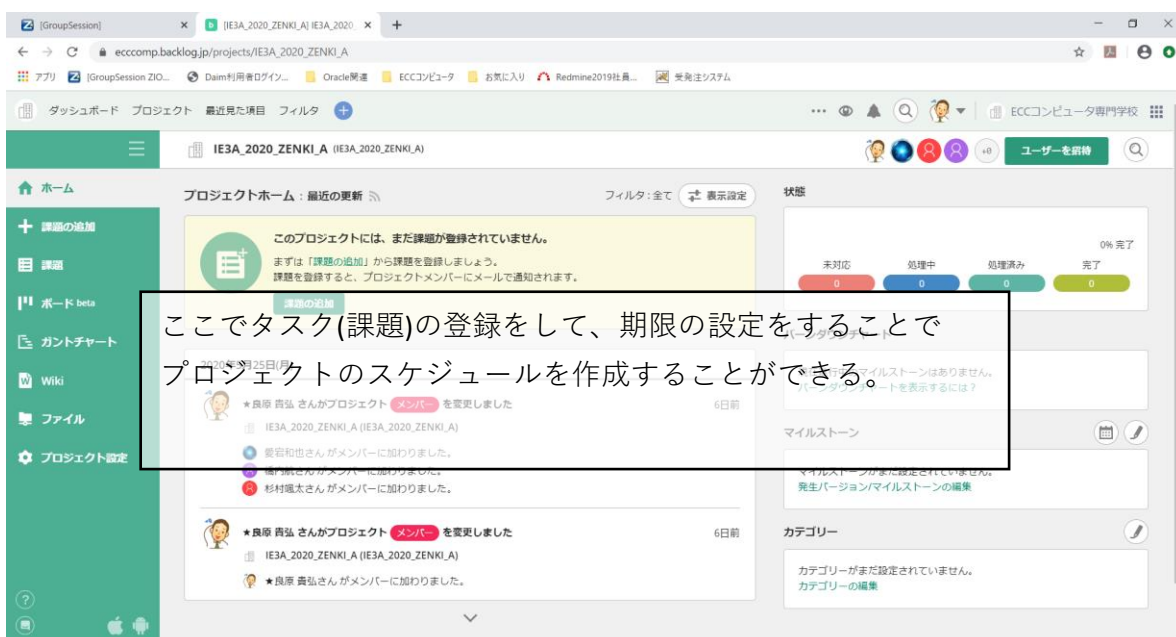 [GroupSession]
[IE3A_2020_ZENKI_A] IE3A_2020_
ecccomp.backlog.jp/projects/IE3A_2020_ZENKI_A
アプリ [GroupSession ZIO... Daim利用者ログイン... Oracle関連 ECCコンピュータ お気に入り Redmine2019社員... 受発注システム
ダッシュボード プロジェクト 最近見た項目 フィルタ
ECCコンピュータ専門学校
IE3A_2020_ZENKI_A (IE3A_2020_ZENKI_A)
+8 ユーザーを招待
ホーム
課題の追加
課題
ボード beta
ガントチャート
Wiki
ファイル
プロジェクト設定
プロジェクトホーム : 最近の更新
フィルタ : 全て 表示設定
このプロジェクトには、まだ課題が登録されていません。
まずは「課題の追加」から課題を登録しましょう。
課題を登録すると、プロジェクトメンバーにメールで通知されます。
課題の追加
ここでタスク(課題)の登録をして、期限の設定をすることで
プロジェクトのスケジュールを作成することができる。
★良原 貴弘 さんがプロジェクト メンバー を変更しました 6日前
IE3A_2020_ZENKI_A (IE3A_2020_ZENKI_A)
さん がメンバーに加わりました。
杉村颯太さん がメンバーに加わりました。
★良原 貴弘 さんがプロジェクト メンバー を変更しました 6日前
IE3A_2020_ZENKI_A (IE3A_2020_ZENKI_A)
★良原 貴弘さん がメンバーに加わりました。
状態
0% 完了
未対応 処理中 処理済み 完了
0 0 0 0
バーンダウンチャートを表示するには？
マイルストーン
マイルストーンがまだ設定されていません。
発生バージョン/マイルストーンの編集
カテゴリー
カテゴリーがまだ設定されていません。
カテゴリーの編集